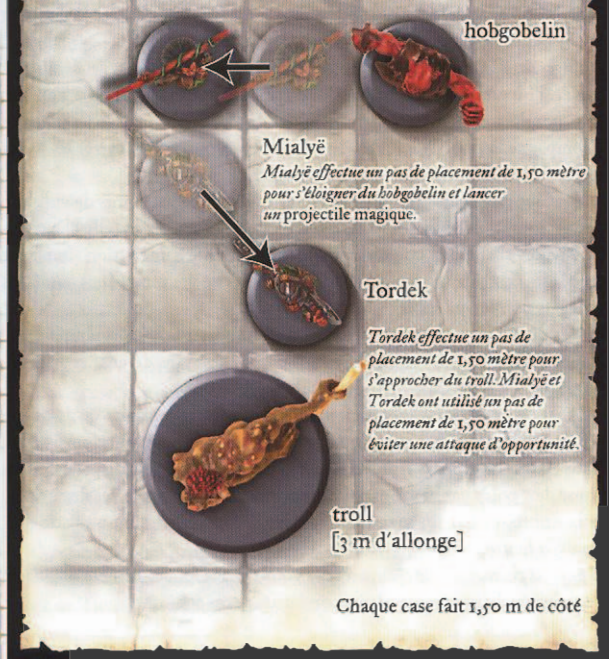 hobgobelin
Mialyë
Mialyë effectue un pas de placement de 1,50 mètre
pour s'éloigner du hobgobelin et lancer
un projectile magique.
Tordek
Tordek effectue un pas de
placement de 1,50 mètre pour
s'approcher du troll. Mialyë et
Tordek ont utilisé un pas de
placement de 1,50 mètre pour
éviter une attaque d'opportunité.
troll
[3 m d'allonge]
Chaque case fait 1,50 m de côté